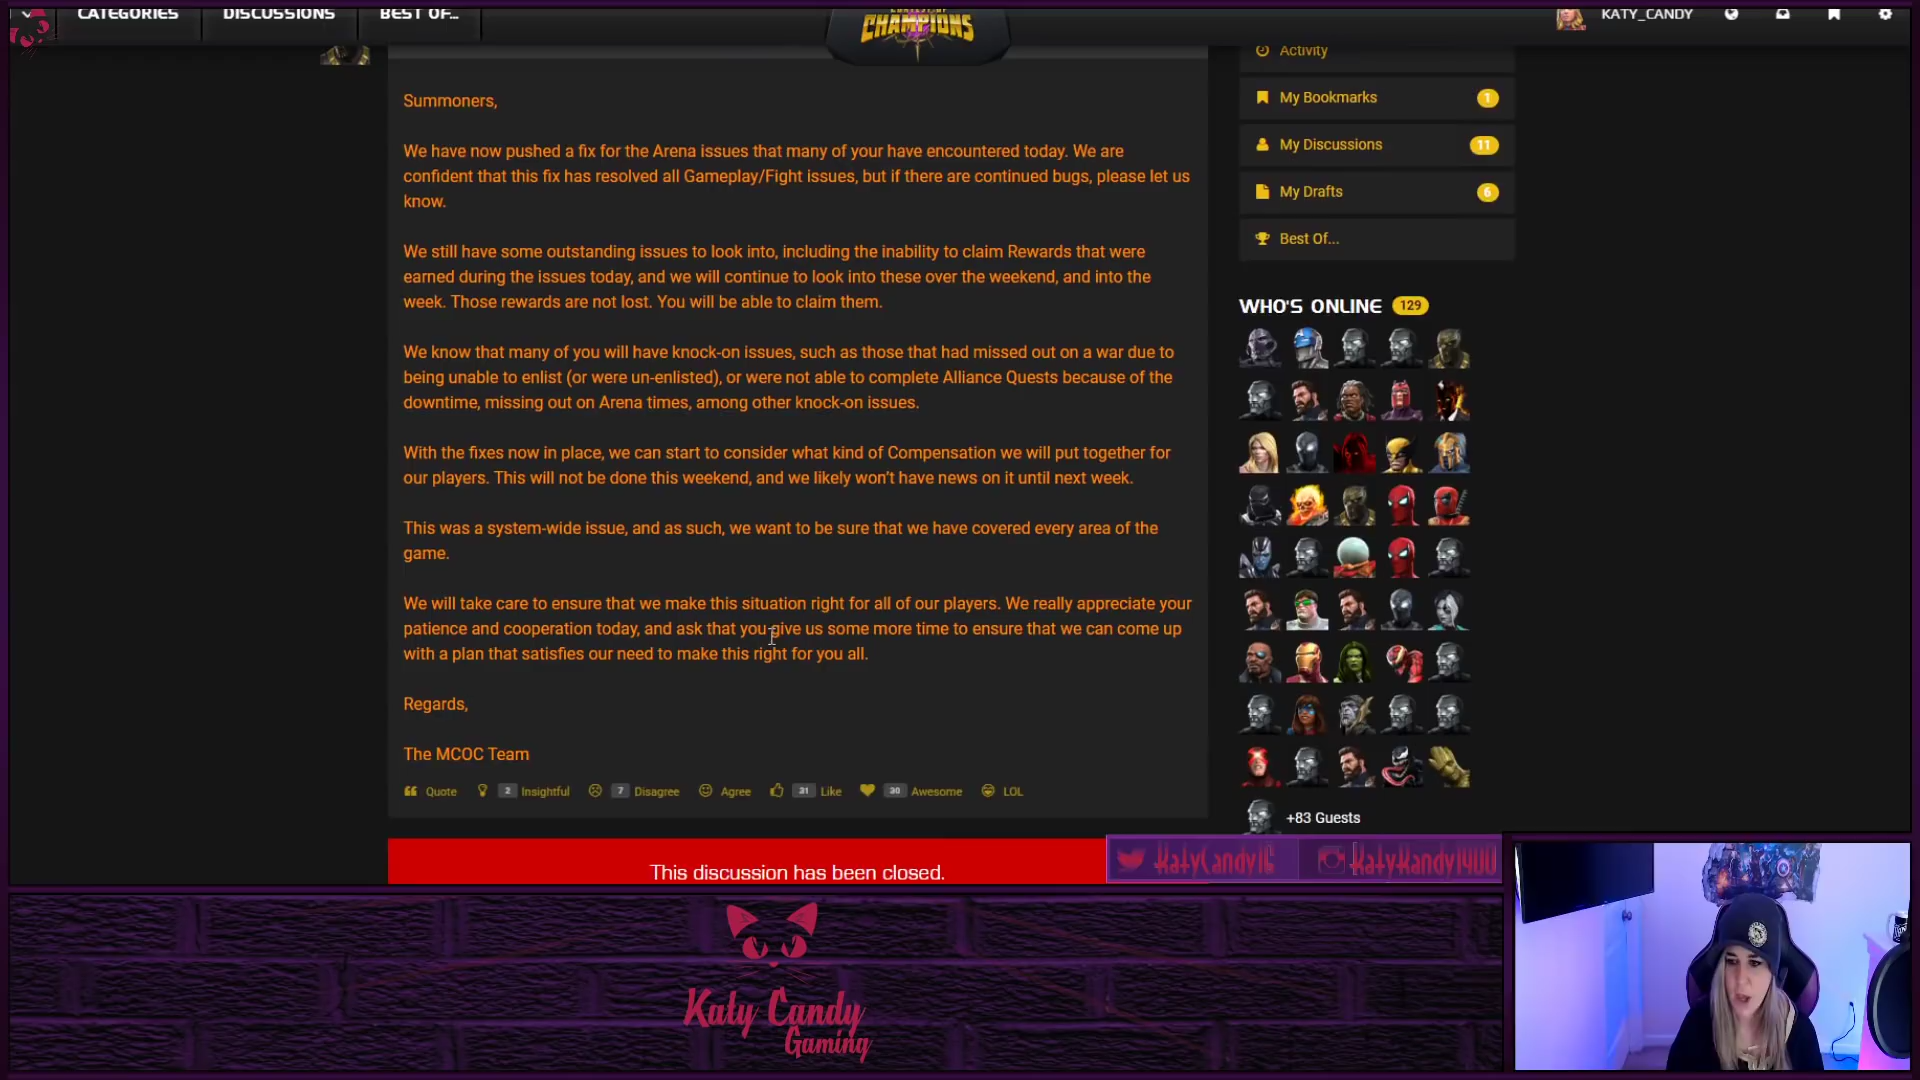 CATEGORIES
DISCUSSIONS
BEST OF...
CHAMPIONS
KATY_CANDY
Summoners,
We have now pushed a fix for the Arena issues that many of your have encountered today. We are
confident that this fix has resolved all Gameplay/Fight issues, but if there are continued bugs, please let us
know.
We still have some outstanding issues to look into, including the inability to claim Rewards that were
earned during the issues today, and we will continue to look into these over the weekend, and into the
week. Those rewards are not lost. You will be able to claim them.
We know that many of you will have knock-on issues, such as those that had missed out on a war due to
being unable to enlist (or were un-enlisted), or were not able to complete Alliance Quests because of the
downtime, missing out on Arena times, among other knock-on issues.
With the fixes now in place, we can start to consider what kind of Compensation we will put together for
our players. This will not be done this weekend, and we likely won't have news on it until next week.
This was a system-wide issue, and as such, we want to be sure that we have covered every area of the
game.
We will take care to ensure that we make this situation right for all of our players. We really appreciate your
patience and cooperation today, and ask that you give us some more time to ensure that we can come up
with a plan that satisfies our need to make this right for you all.
Regards,
The MCOC Team
Quote 2 Insightful 7 Disagree Agree 31 Like 30 Awesome LOL
This discussion has been closed.
Activity
My Bookmarks 1
My Discussions 11
My Drafts 6
Best Of...
WHO'S ONLINE 129
+83 Guests
KatyCandy16
KatyKandy1400
Katy Candy
Gaming